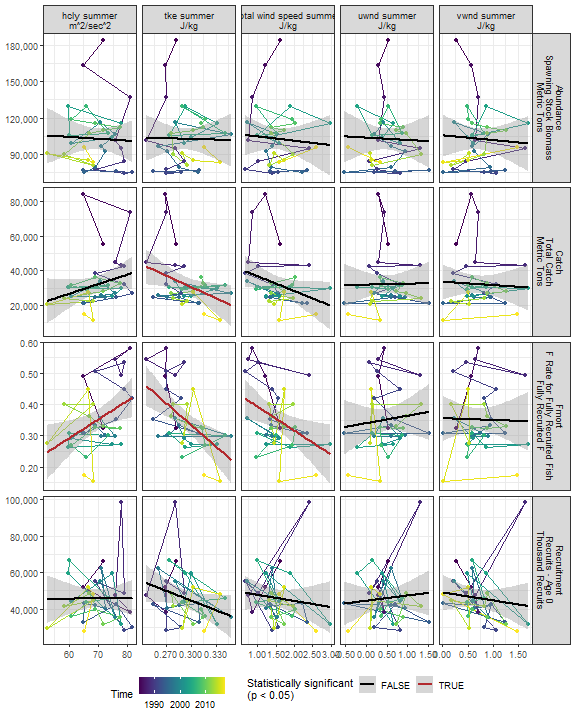 hcly summer
m^2/sec^2
tke summer
J/kg
otal wind speed summe
J/kg
uwnd summer
J/kg
vwnd summer
J/kg
180,000
150,000
120,000
90,000
Abundance
Spawning Stock Biomass
Metric Tons
80,000
60,000
40,000
20,000
Catch
Total Catch
Metric Tons
0.60
0.50
0.40
0.30
0.20
Fmort
F Rate for Fully Recruited Fish
Fully Recruited F
100,000
80,000
60,000
40,000
Recruitment
Recruits - Age 0
Thousand Recruits
60 70 80
0.270 0.300 0.330
1.00 1.50 2.00 2.50 3.00
0.50 0.00 0.50 1.00 1.50
0.00 0.50 1.00 1.50
Time
1990 2000 2010
Statistically significant
(p < 0.05)
FALSE
TRUE